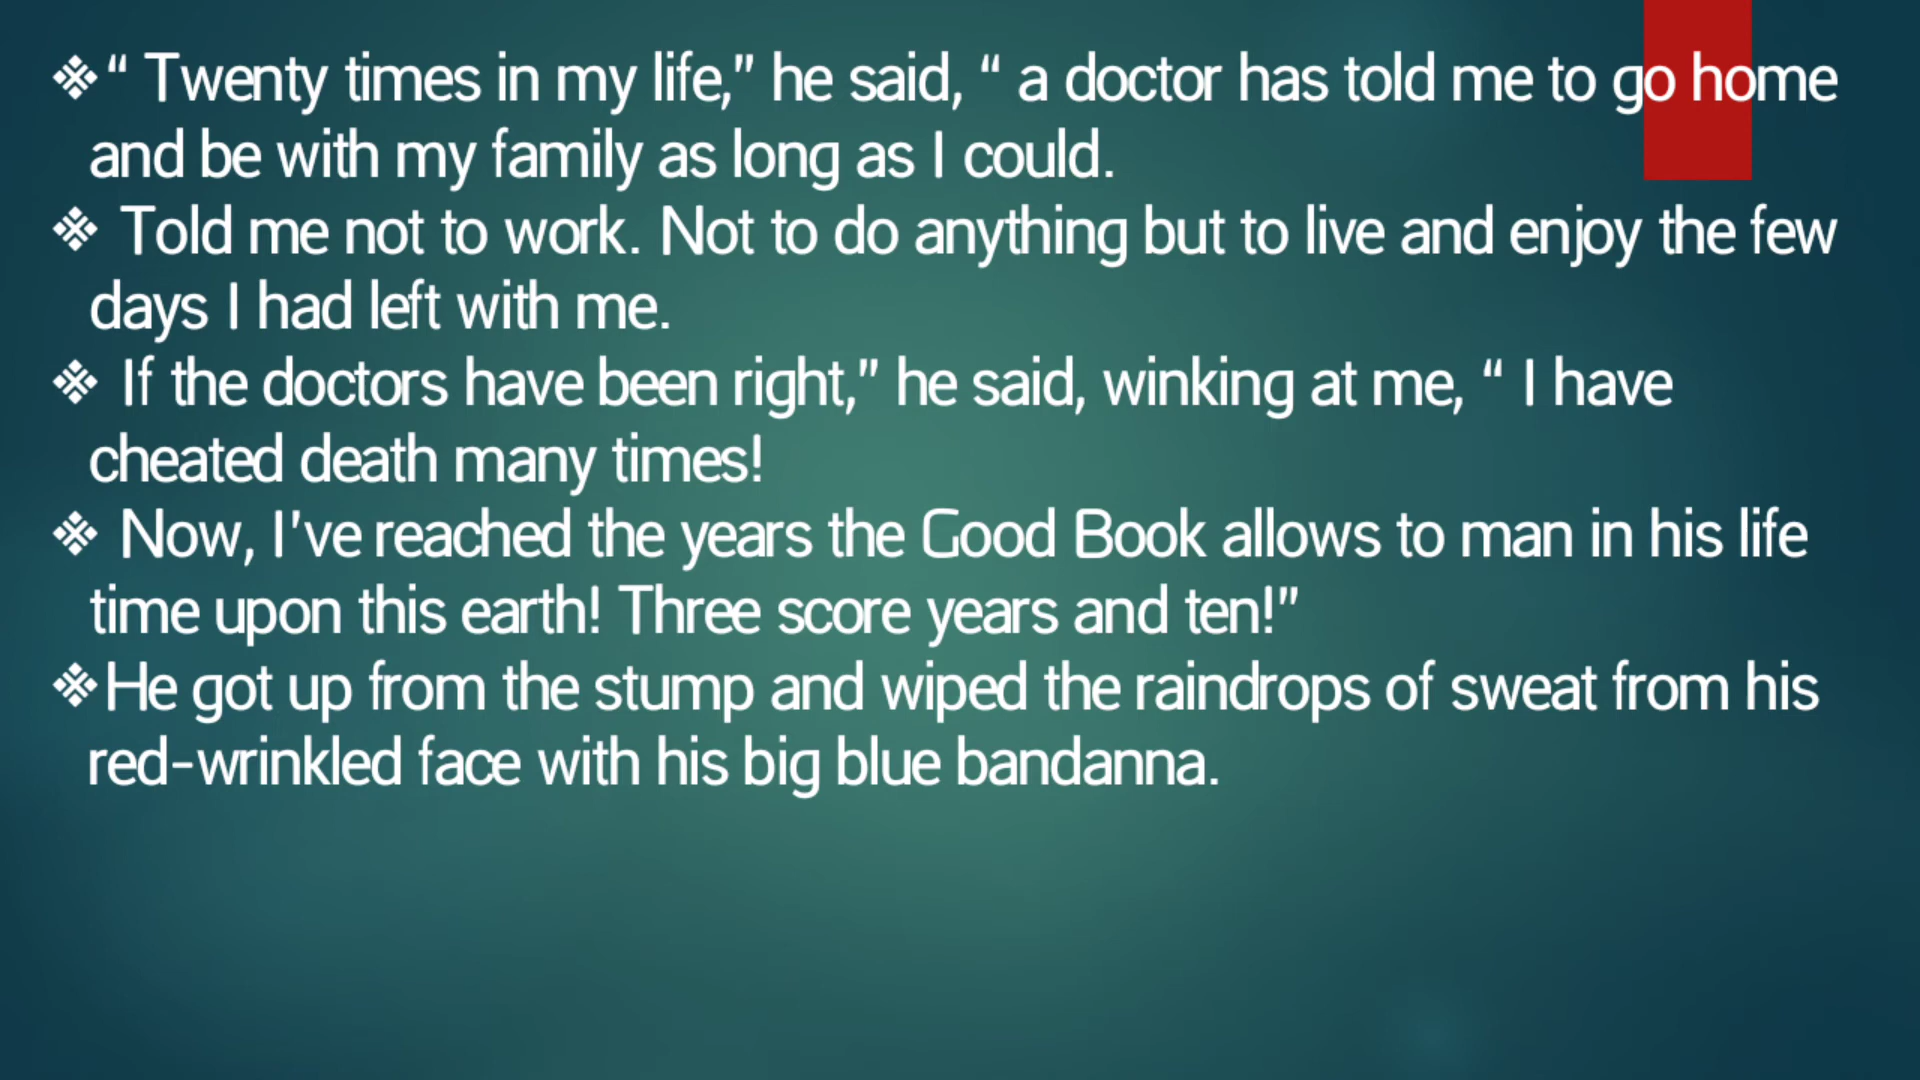 ❖“ Twenty times in my life,” he said, “ a doctor has told me to go home
and be with my family as long as I could.
❖ Told me not to work. Not to do anything but to live and enjoy the few
days I had left with me.
❖ If the doctors have been right,” he said, winking at me, “ I have
cheated death many times!
❖ Now, I’ve reached the years the Good Book allows to man in his life
time upon this earth! Three score years and ten!”
❖He got up from the stump and wiped the raindrops of sweat from his
red-wrinkled face with his big blue bandanna.